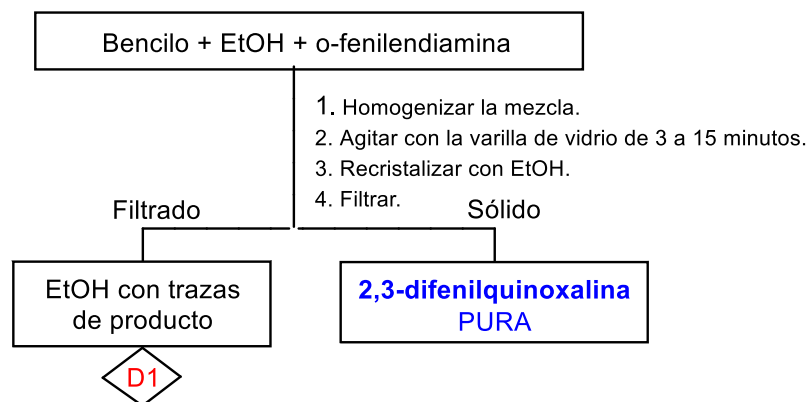 Bencilo + EtOH + o-fenilendiamina
1. Homogenizar la mezcla.
2. Agitar con la varilla de vidrio de 3 a 15 minutos.
3. Recristalizar con EtOH.
4. Filtrar.
Filtrado
Sólido
EtOH con trazas
de producto
2,3-difenilquinoxalina
PURA
D1